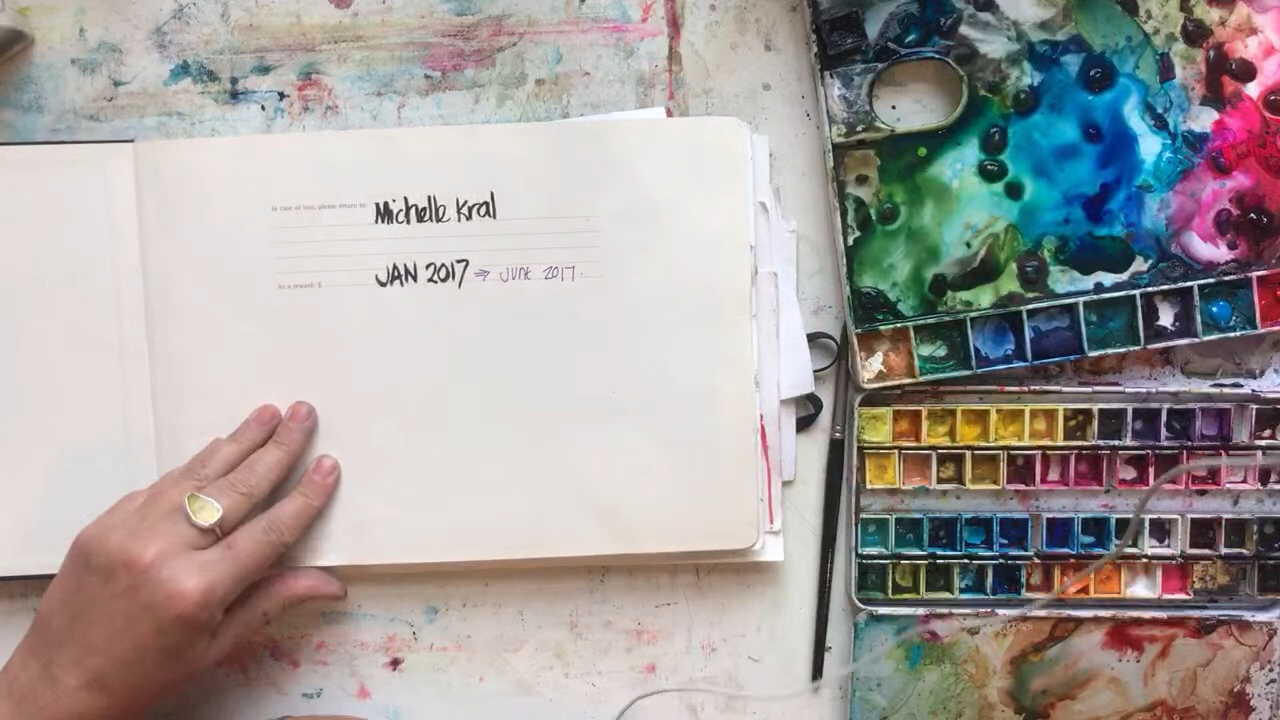 In case of loss, please return to: Michelle Kral
JAN 2017 ⇒ JUNE 2017.
As a reward: $